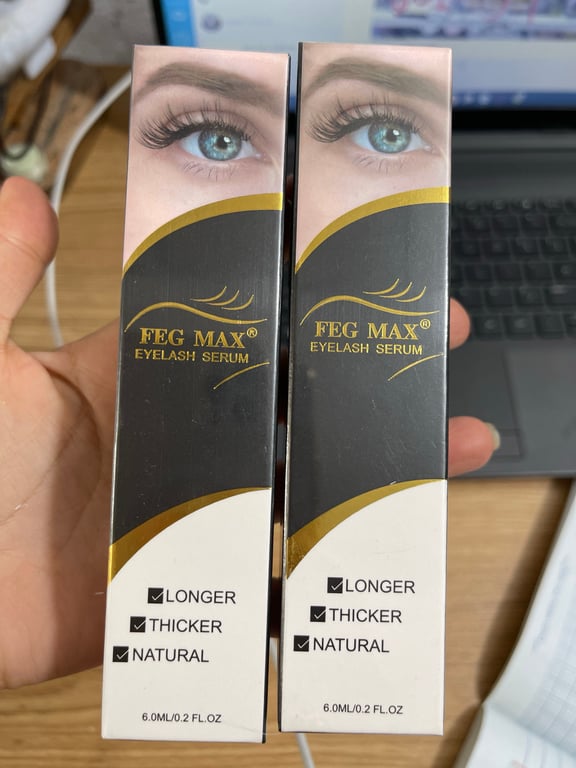 FEG MAX®
EYELASH SERUM
LONGER
THICKER
NATURAL
6.0ML/0.2 FL.OZ
FEG MAX®
EYELASH SERUM
LONGER
THICKER
NATURAL
6.0ML/0.2 FL.OZ